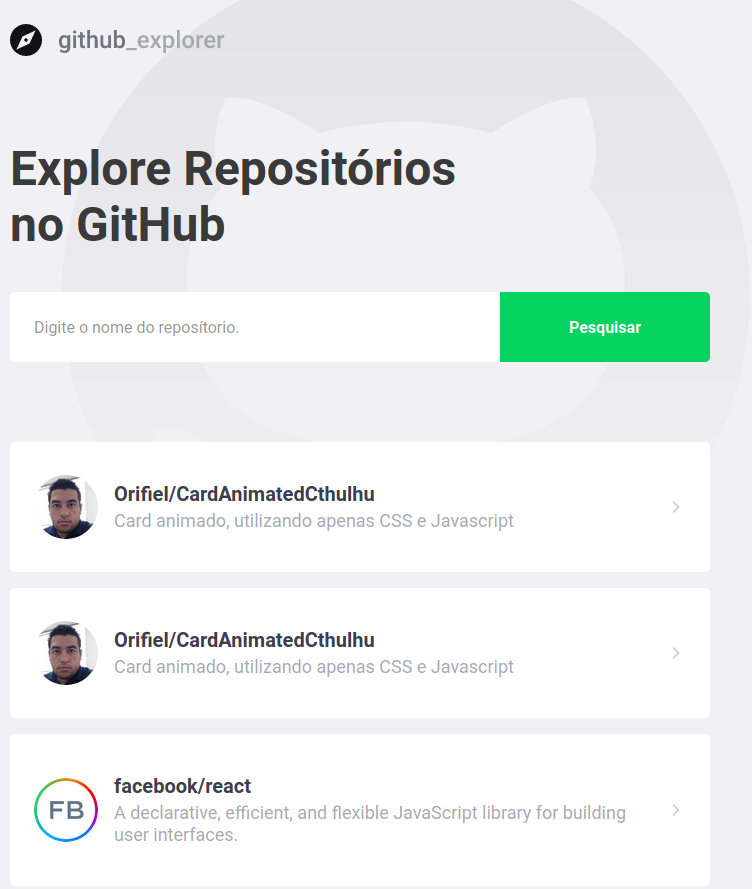 github_explorer
Explore Repositórios
no GitHub
Digite o nome do reposítorio.
Pesquisar
Orifiel/CardAnimatedCthulhu
Card animado, utilizando apenas CSS e Javascript
Orifiel/CardAnimatedCthulhu
Card animado, utilizando apenas CSS e Javascript
FB
facebook/react
A declarative, efficient, and flexible JavaScript library for building
user interfaces.